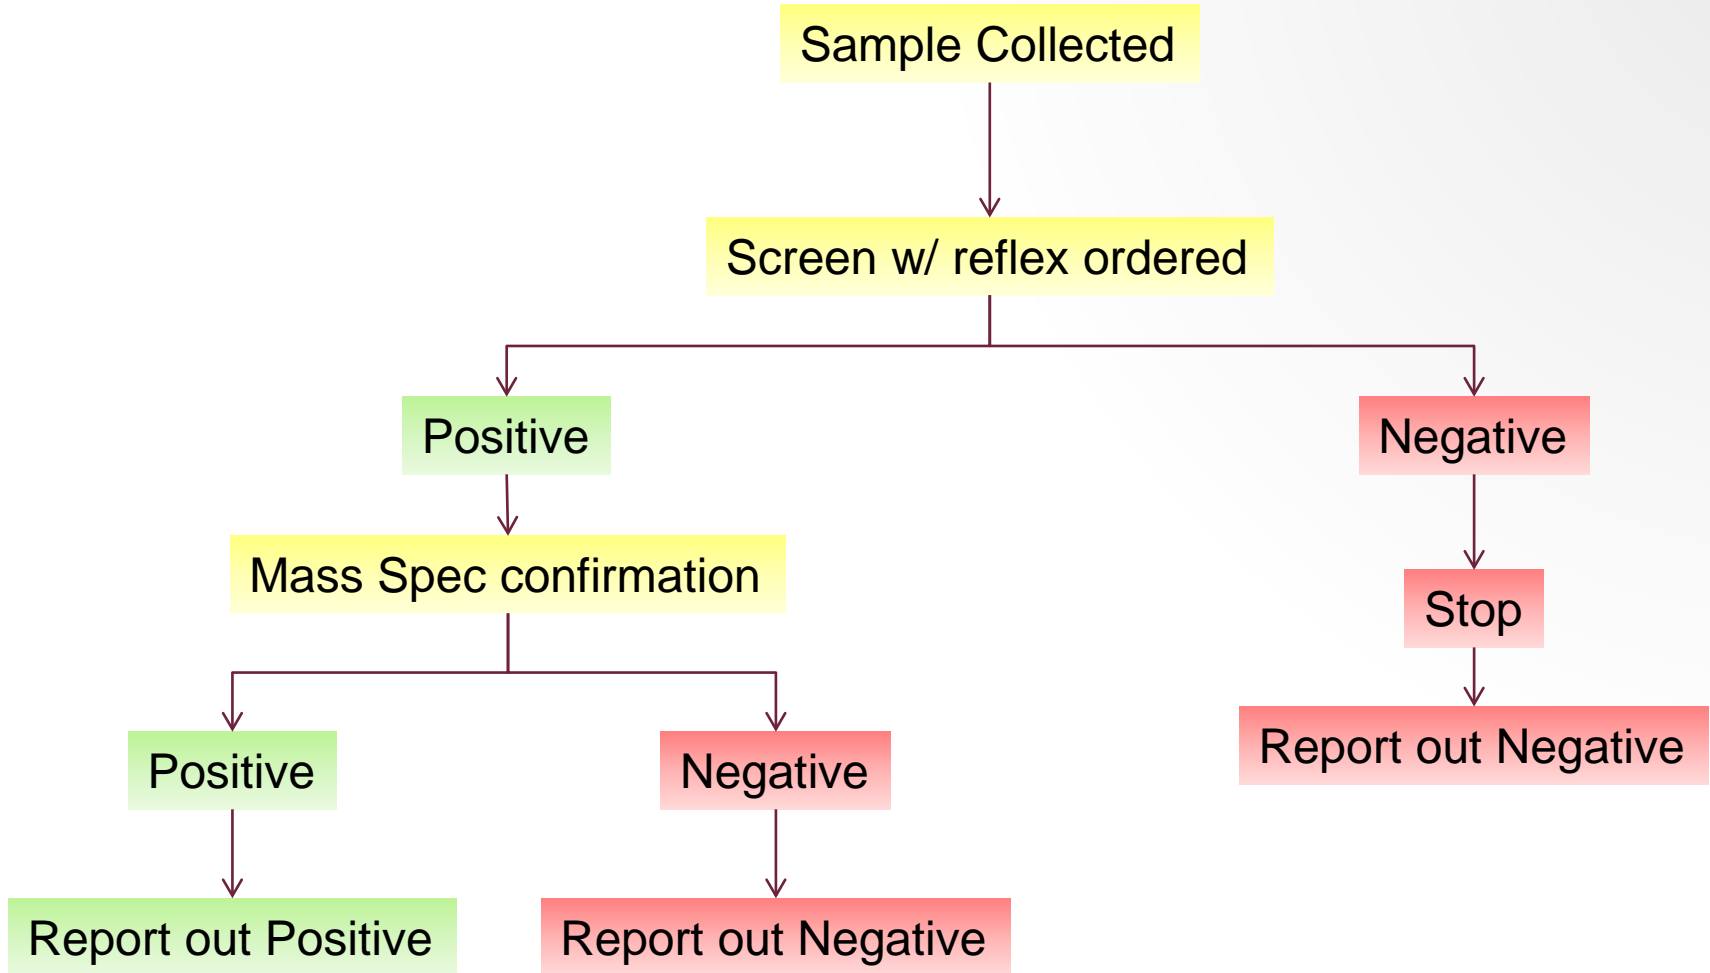 Sample Collected
Screen w/ reflex ordered
Positive
Negative
Mass Spec confirmation
Stop
Report out Negative
Positive
Negative
Report out Positive
Report out Negative